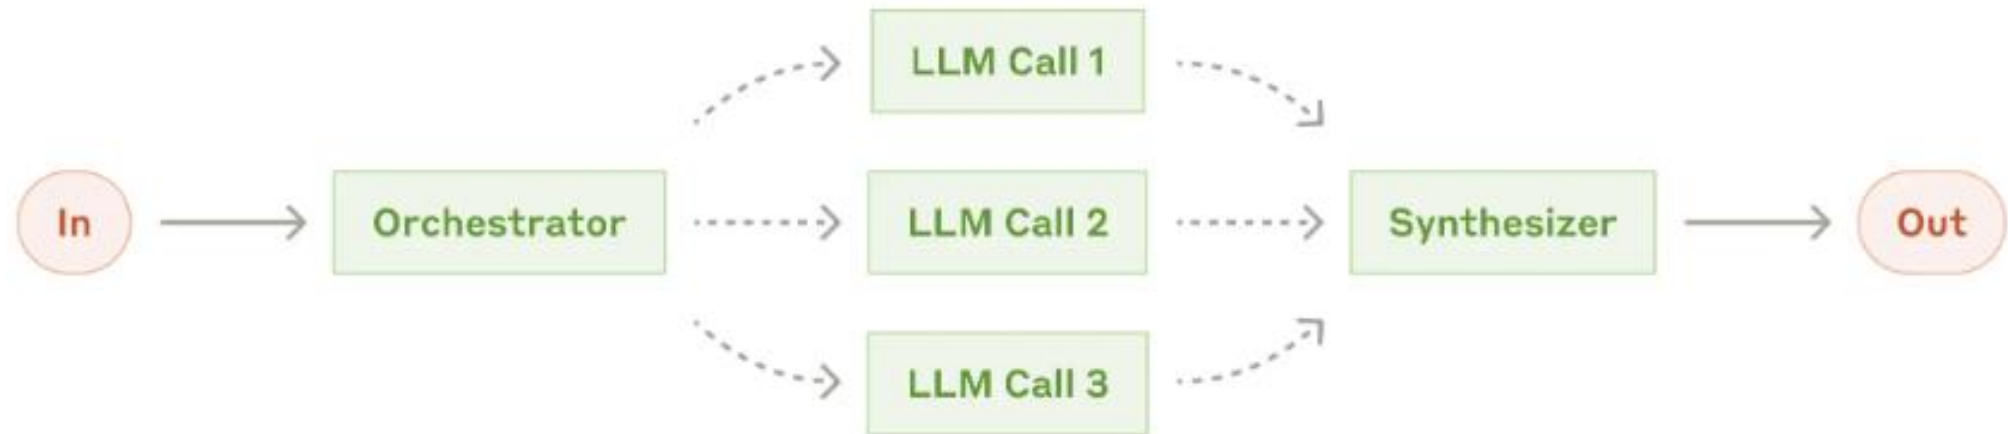 LLM Call 1
In
Orchestrator
LLM Call 2
Synthesizer
Out
LLM Call 3